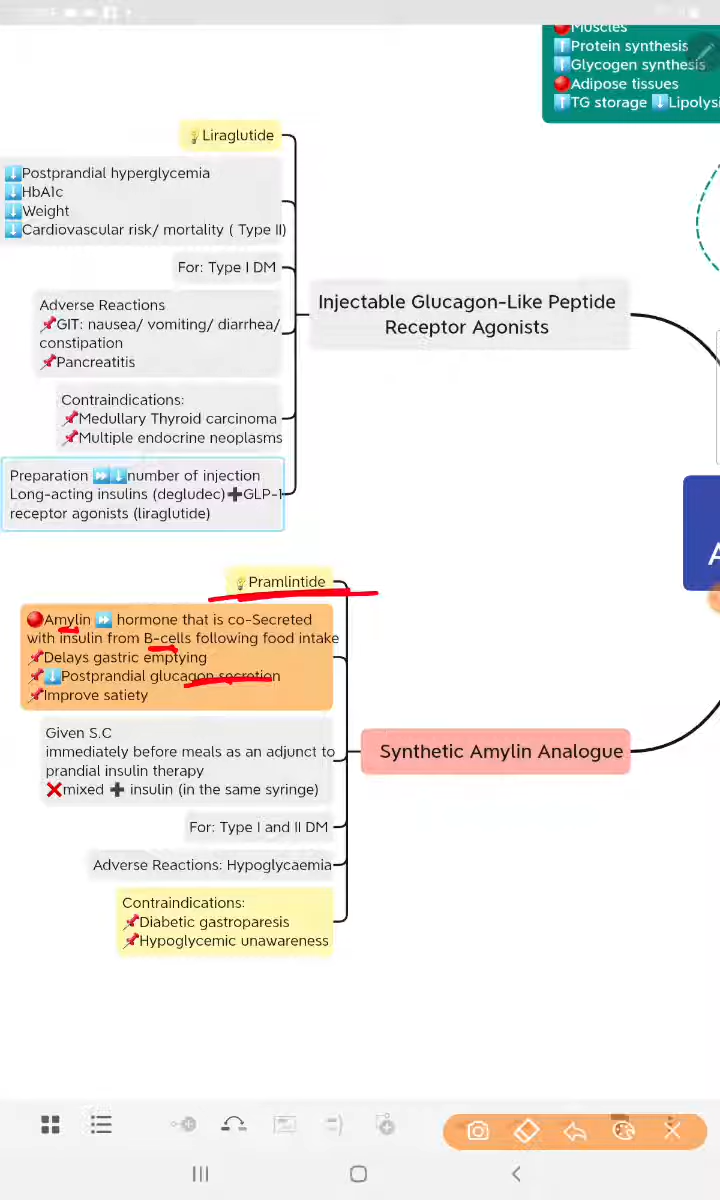 Muscles
Protein synthesis
Glycogen synthesis
Adipose tissues
TG storage ⬇Lipolysi
Liraglutide
⬇Postprandial hyperglycemia
⬇HbA1c
⬇Weight
⬇Cardiovascular risk/ mortality ( Type II)
For: Type I DM
Adverse Reactions
📌GIT: nausea/ vomiting/ diarrhea/
constipation
📌Pancreatitis
Contraindications:
📌Medullary Thyroid carcinoma
📌Multiple endocrine neoplasms
Preparation ⏩⬇number of injection
Long-acting insulins (degludec)➕GLP-1
receptor agonists (liraglutide)
Injectable Glucagon-Like Peptide
Receptor Agonists
A
Pramlintide
🔴Amylin ⏩ hormone that is co-Secreted
with insulin from B-cells following food intake
📌Delays gastric emptying
📌⬇Postprandial glucagon secretion
📌Improve satiety
Given S.C
immediately before meals as an adjunct to
prandial insulin therapy
❌mixed ➕ insulin (in the same syringe)
For: Type I and II DM
Adverse Reactions: Hypoglycaemia
Contraindications:
📌Diabetic gastroparesis
📌Hypoglycemic unawareness
Synthetic Amylin Analogue